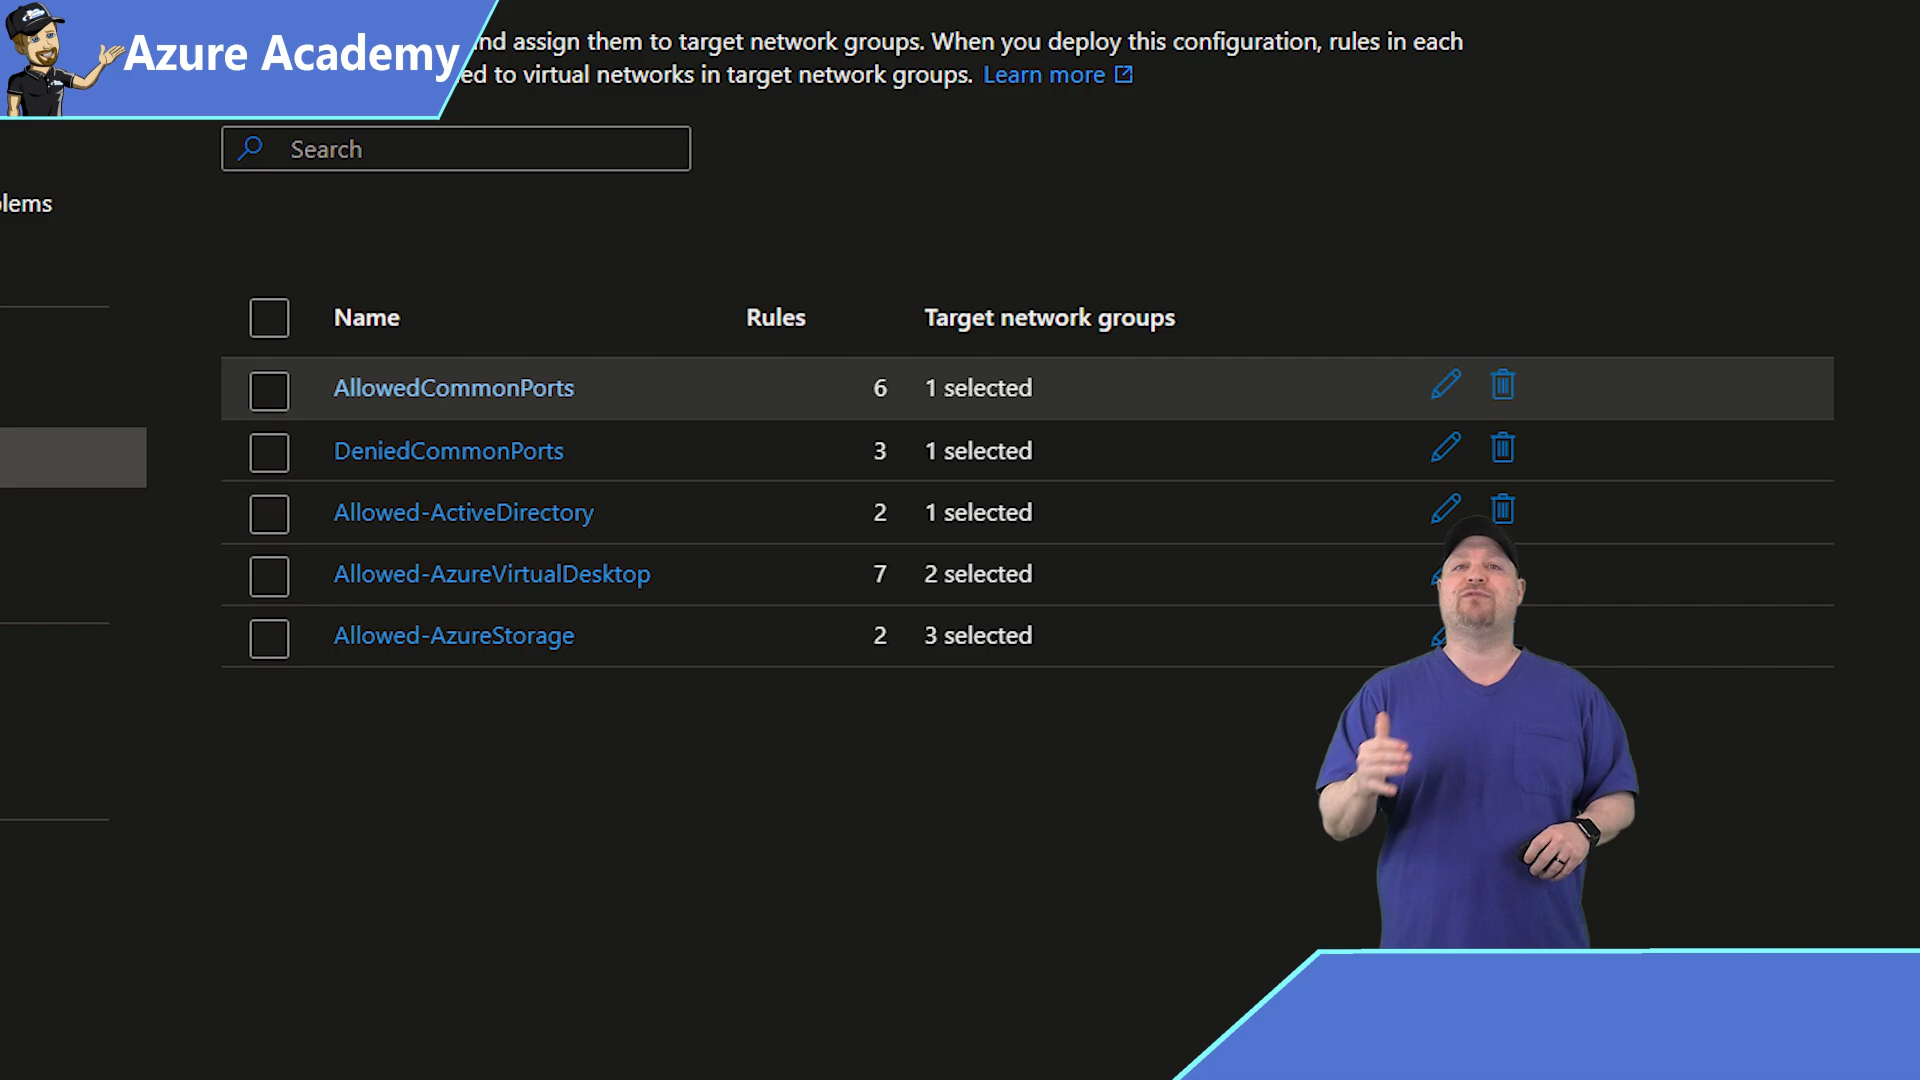 Azure Academy
nd assign them to target network groups. When you deploy this configuration, rules in each
ed to virtual networks in target network groups. Learn more
Search
lems
Name Rules Target network groups
AllowedCommonPorts 6 1 selected
DeniedCommonPorts 3 1 selected
Allowed-ActiveDirectory 2 1 selected
Allowed-AzureVirtualDesktop 7 2 selected
Allowed-AzureStorage 2 3 selected